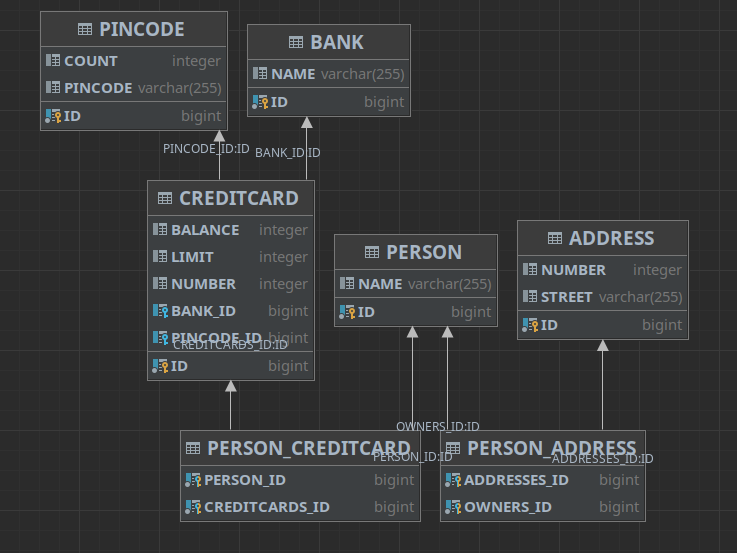 PINCODE
COUNT integer
PINCODE varchar(255)
ID bigint
BANK
NAME varchar(255)
ID bigint
PINCODE_ID:ID
BANK_ID:ID
CREDITCARD
BALANCE integer
LIMIT integer
NUMBER integer
BANK_ID bigint
PINCODE_ID bigint
CREDITCARDS_ID:ID
ID bigint
PERSON
NAME varchar(255)
ID bigint
ADDRESS
NUMBER integer
STREET varchar(255)
ID bigint
OWNERS_ID:ID
PERSON_CREDITCARD
PERSON_ID:ID
PERSON_ID bigint
CREDITCARDS_ID bigint
PERSON_ADDRESS
ADDRESSES_ID:ID
ADDRESSES_ID bigint
OWNERS_ID bigint